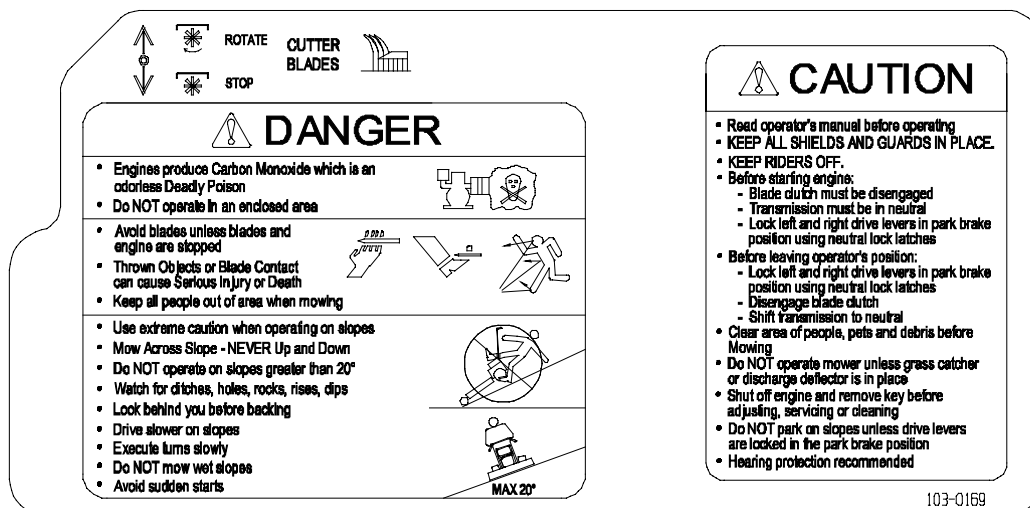 ROTATE
STOP
CUTTER
BLADES
DANGER
• Engines produce Carbon Monoxide which is an
odorless Deadly Poison
• Do NOT operate in an enclosed area
• Avoid blades unless blades and
engine are stopped
• Thrown Objects or Blade Contact
can cause Serious Injury or Death
• Keep all people out of area when mowing
• Use extreme caution when operating on slopes
• Mow Across Slope - NEVER Up and Down
• Do NOT operate on slopes greater than 20°
• Watch for ditches, holes, rocks, rises, dips
• Look behind you before backing
• Drive slower on slopes
• Execute turns slowly
• Do NOT mow wet slopes
• Avoid sudden starts
MAX 20°
CAUTION
• Read operator's manual before operating
• KEEP ALL SHIELDS AND GUARDS IN PLACE.
• KEEP RIDERS OFF.
• Before starting engine:
- Blade clutch must be disengaged
- Transmission must be in neutral
- Lock left and right drive levers in park brake
position using neutral lock latches
• Before leaving operator's position:
- Lock left and right drive levers in park brake
position using neutral lock latches
- Disengage blade clutch
- Shift transmission to neutral
• Clear area of people, pets and debris before
Mowing
• Do NOT operate mower unless grass catcher
or discharge deflector is in place
• Shut off engine and remove key before
adjusting, servicing or cleaning
• Do NOT park on slopes unless drive levers
are locked in the park brake position
• Hearing protection recommended
103-0169